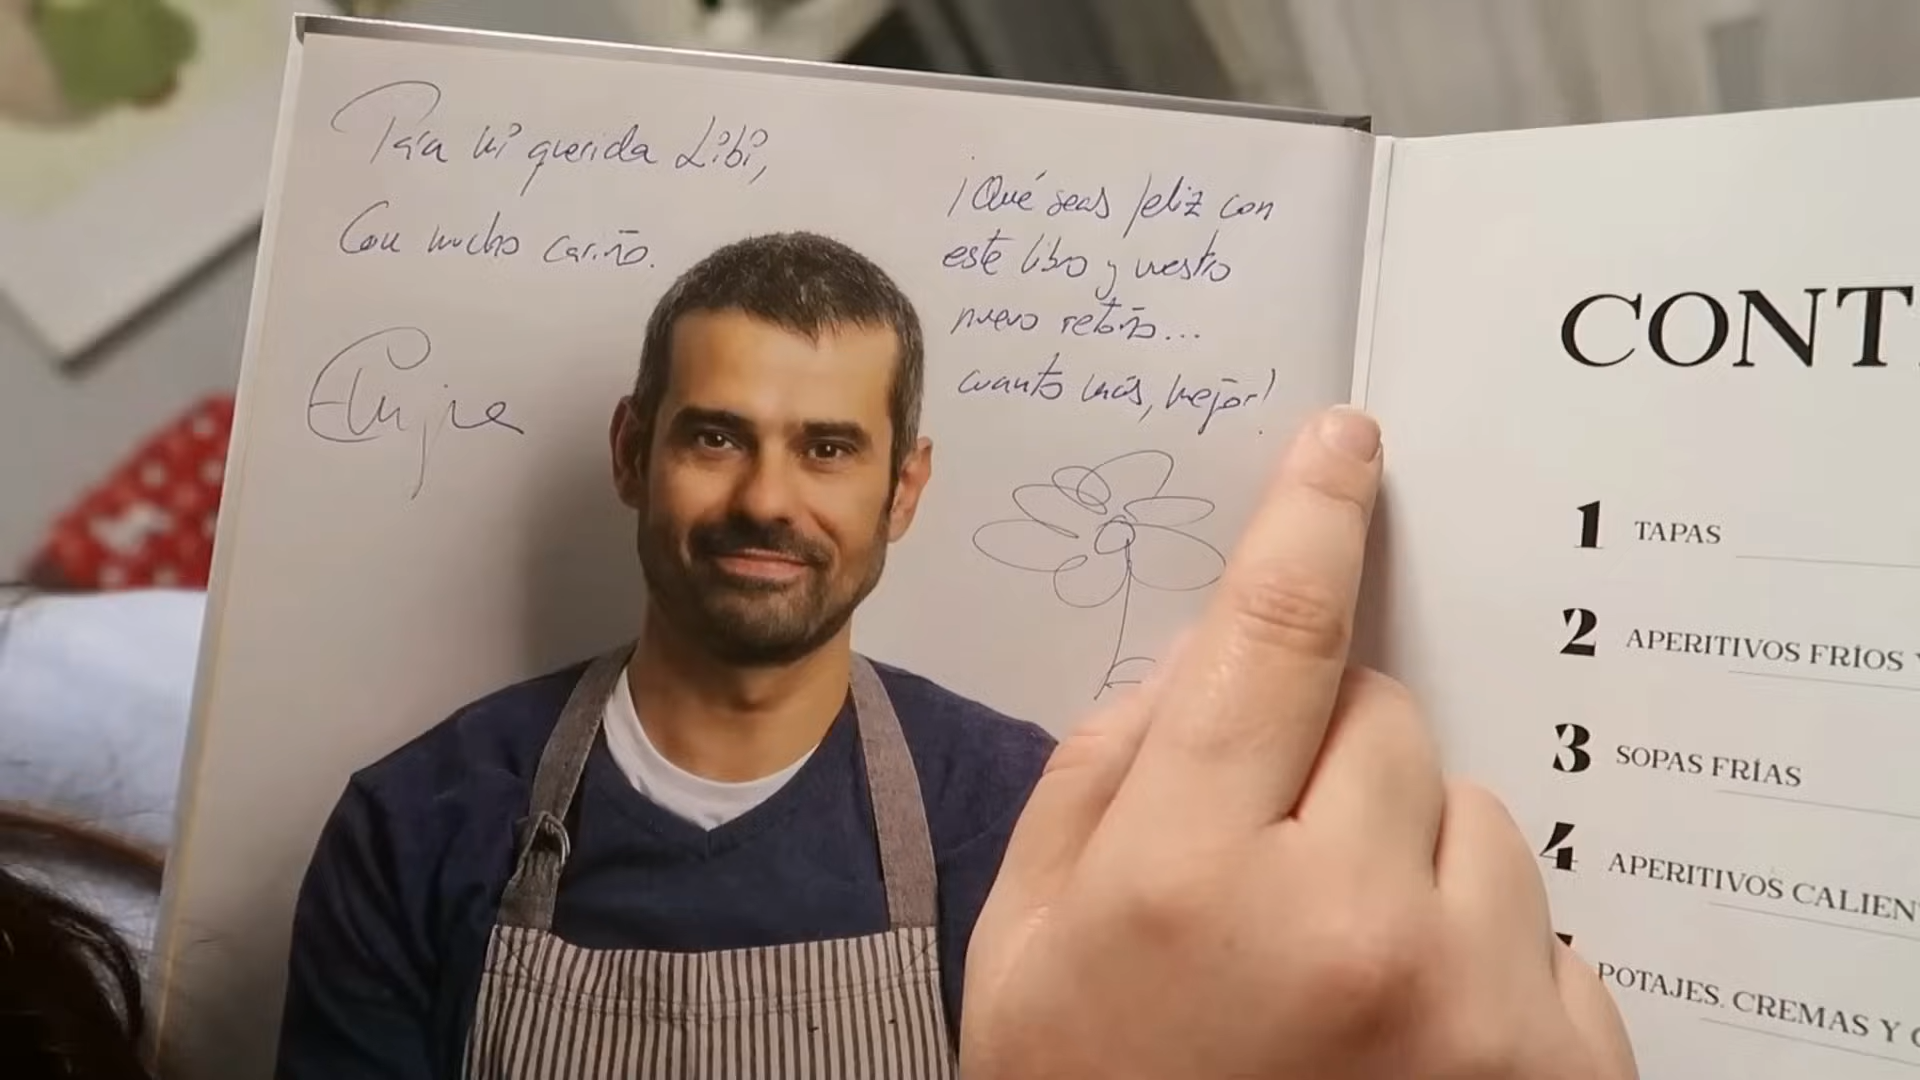 Para mi querida Libi,
Con mucho cariño.
¡Qué seas feliz con
este libro y vuestro
nuevo retoño...
cuanto más, mejor!
CONT
1 TAPAS
2 APERITIVOS FRÍOS Y
3 SOPAS FRÍAS
4 APERITIVOS CALIEN
POTAJES, CREMAS Y